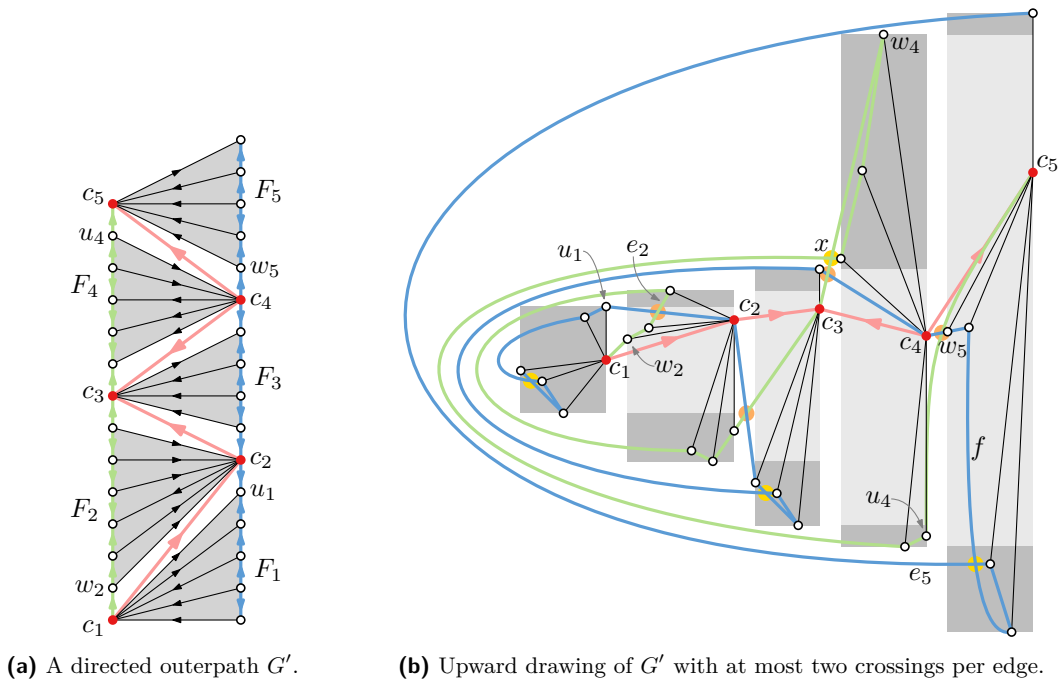 c5
F5
u4
w5
F4
c4
F3
c3
c2
u1
F2
F1
w2
c1
(a) A directed outerpath G′.
w4
c5
x
e2
u1
c2
c3
c4
w5
w2
c1
f
u4
e5
(b) Upward drawing of G′ with at most two crossings per edge.